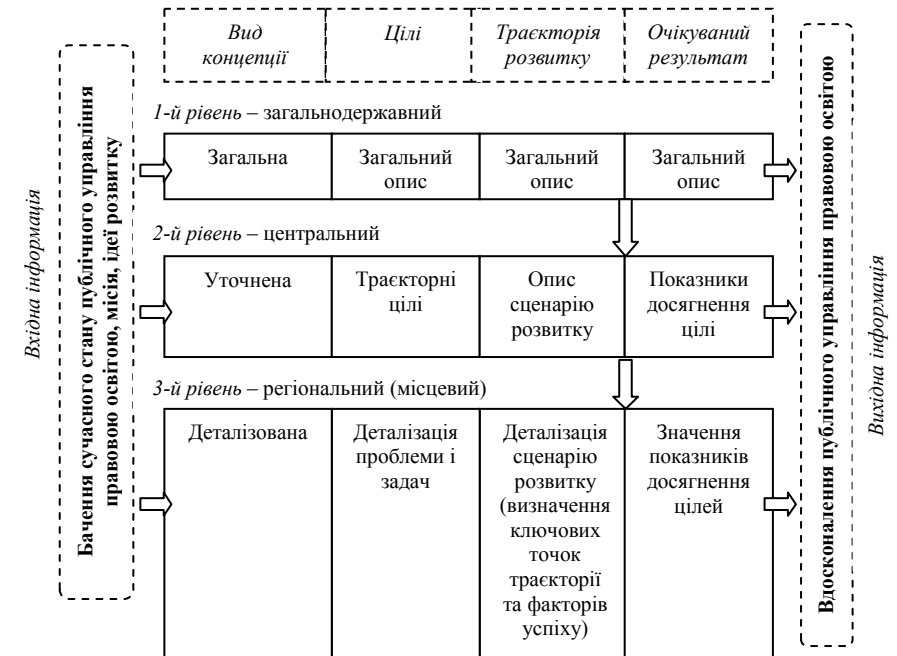 Вхідна інформація
Бачення сучасного стану публічного управління
правовою освітою, місія, ідеї розвитку
Вид
концепції
Цілі
Траєкторія
розвитку
Очікуваний
результат
1-й рівень – загальнодержавний
Загальна
Загальний
опис
Загальний
опис
Загальний
опис
2-й рівень – центральний
Уточнена
Траєкторні
цілі
Опис
сценарію
розвитку
Показники
досягнення
цілі
3-й рівень – регіональний (місцевий)
Деталізована
Деталізація
проблеми і
задач
Деталізація
сценарію
розвитку
(визначення
ключових
точок
траєкторії
та факторів
успіху)
Значення
показників
досягнення
цілей
Вдосконалення публічного управління правовою освітою
Вихідна інформація